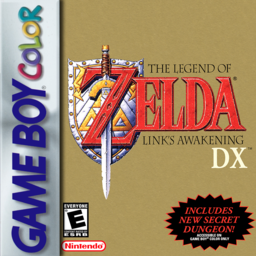 GAME BOY COLOR
THE LEGEND OF
ZELDA
LINK'S AWAKENING
DX™
INCLUDES
NEW SECRET
DUNGEON!
ACCESSIBLE ON
GAME BOY COLOR ONLY
EVERYONE
E
ESRB
Nintendo